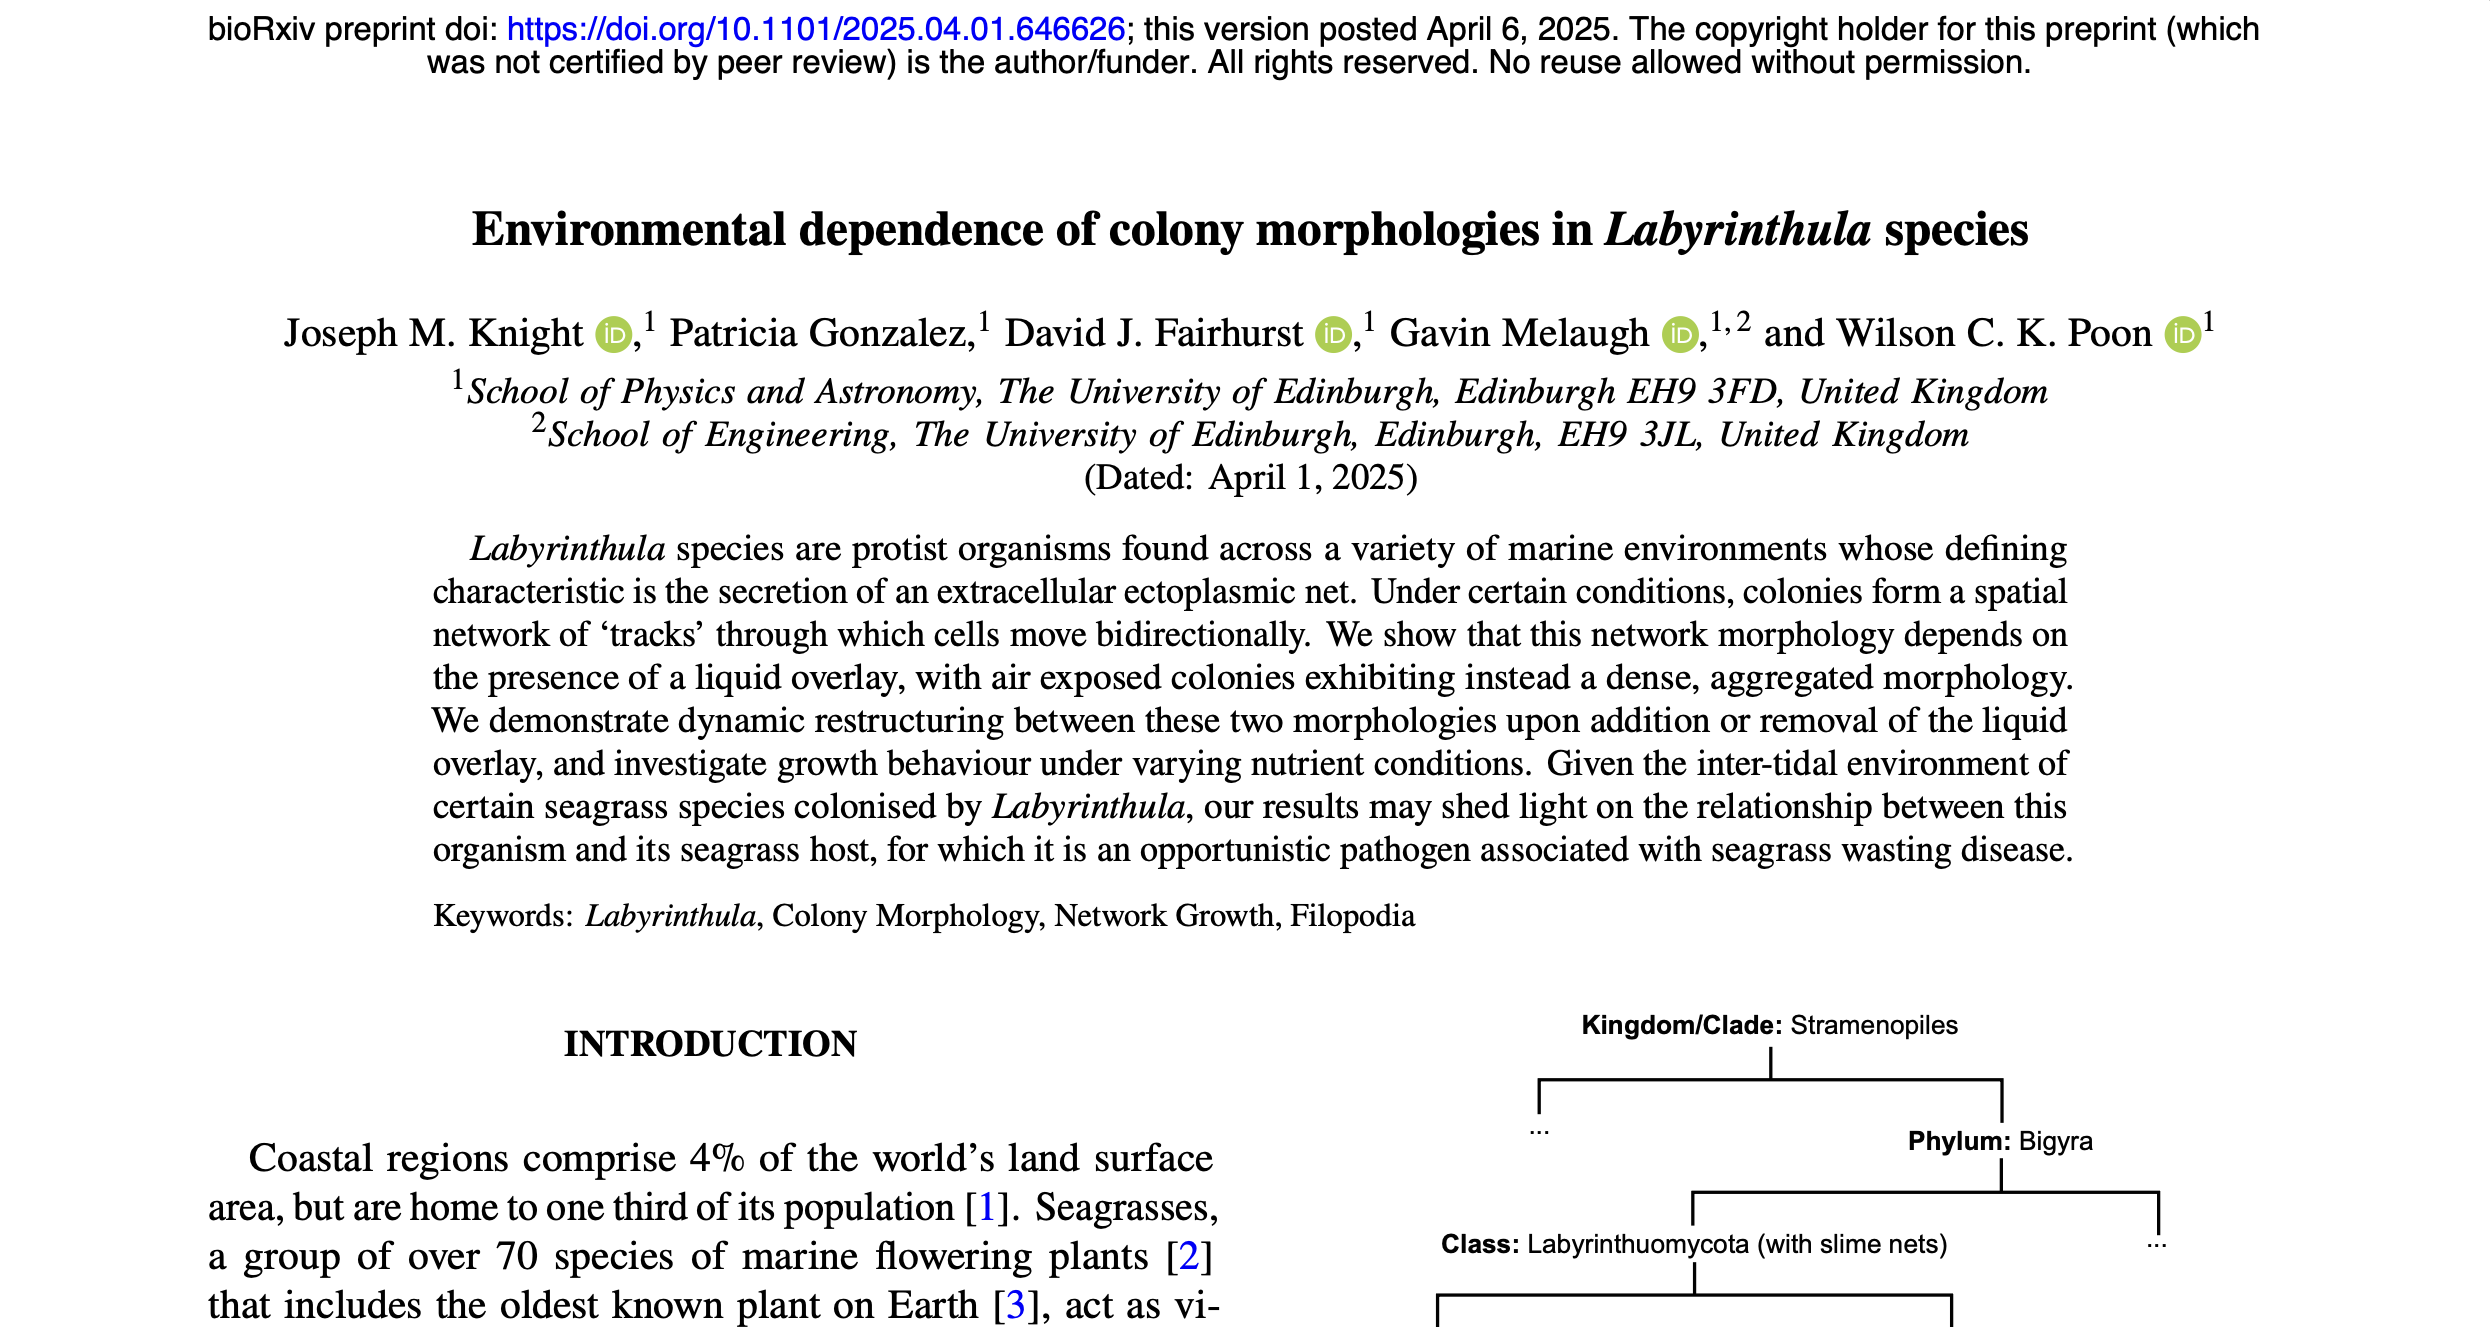 bioRxiv preprint doi: https://doi.org/10.1101/2025.04.01.646626; this version posted April 6, 2025. The copyright holder for this preprint (which
was not certified by peer review) is the author/funder. All rights reserved. No reuse allowed without permission.
Environmental dependence of colony morphologies in Labyrinthula species
Joseph M. Knight iD,1 Patricia Gonzalez,1 David J. Fairhurst iD,1 Gavin Melaugh iD,1, 2 and Wilson C. K. Poon iD1
1School of Physics and Astronomy, The University of Edinburgh, Edinburgh EH9 3FD, United Kingdom
2School of Engineering, The University of Edinburgh, Edinburgh, EH9 3JL, United Kingdom
(Dated: April 1, 2025)
Labyrinthula species are protist organisms found across a variety of marine environments whose defining
characteristic is the secretion of an extracellular ectoplasmic net. Under certain conditions, colonies form a spatial
network of ‘tracks’ through which cells move bidirectionally. We show that this network morphology depends on
the presence of a liquid overlay, with air exposed colonies exhibiting instead a dense, aggregated morphology.
We demonstrate dynamic restructuring between these two morphologies upon addition or removal of the liquid
overlay, and investigate growth behaviour under varying nutrient conditions. Given the inter-tidal environment of
certain seagrass species colonised by Labyrinthula, our results may shed light on the relationship between this
organism and its seagrass host, for which it is an opportunistic pathogen associated with seagrass wasting disease.
Keywords: Labyrinthula, Colony Morphology, Network Growth, Filopodia
INTRODUCTION
Coastal regions comprise 4% of the world’s land surface
area, but are home to one third of its population [1]. Seagrasses,
a group of over 70 species of marine flowering plants [2]
that includes the oldest known plant on Earth [3], act as vi-
Kingdom/Clade: Stramenopiles
...
Phylum: Bigyra
Class: Labyrinthuomycota (with slime nets)
...